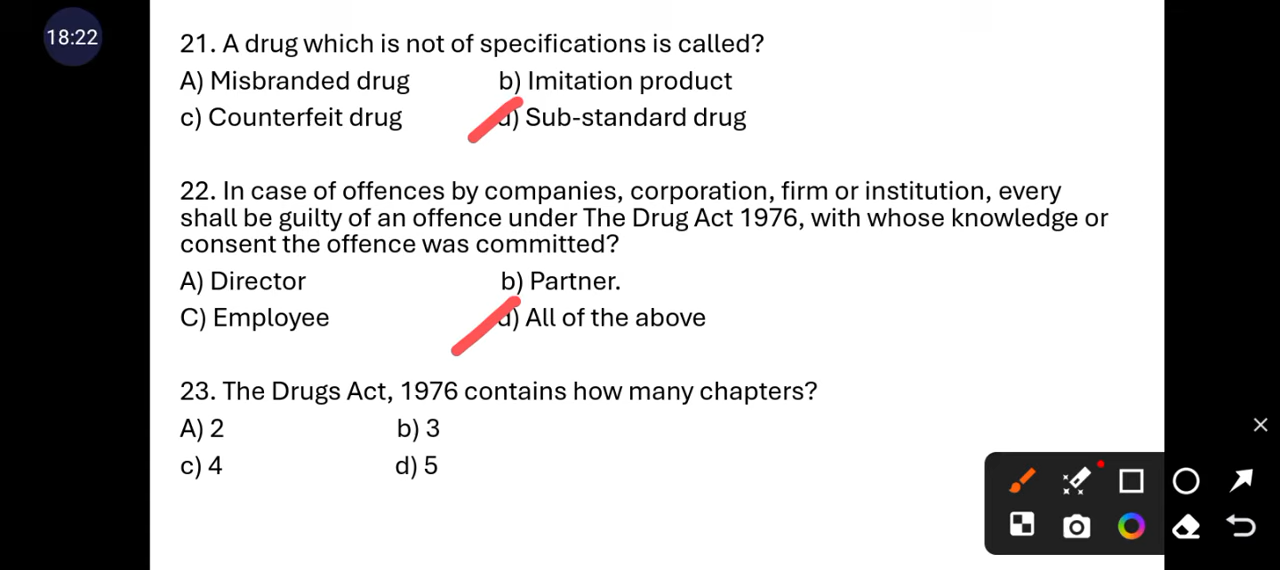 18:22
21. A drug which is not of specifications is called?
A) Misbranded drug b) Imitation product
c) Counterfeit drug d) Sub-standard drug
22. In case of offences by companies, corporation, firm or institution, every
shall be guilty of an offence under The Drug Act 1976, with whose knowledge or
consent the offence was committed?
A) Director b) Partner.
C) Employee d) All of the above
23. The Drugs Act, 1976 contains how many chapters?
A) 2 b) 3
c) 4 d) 5